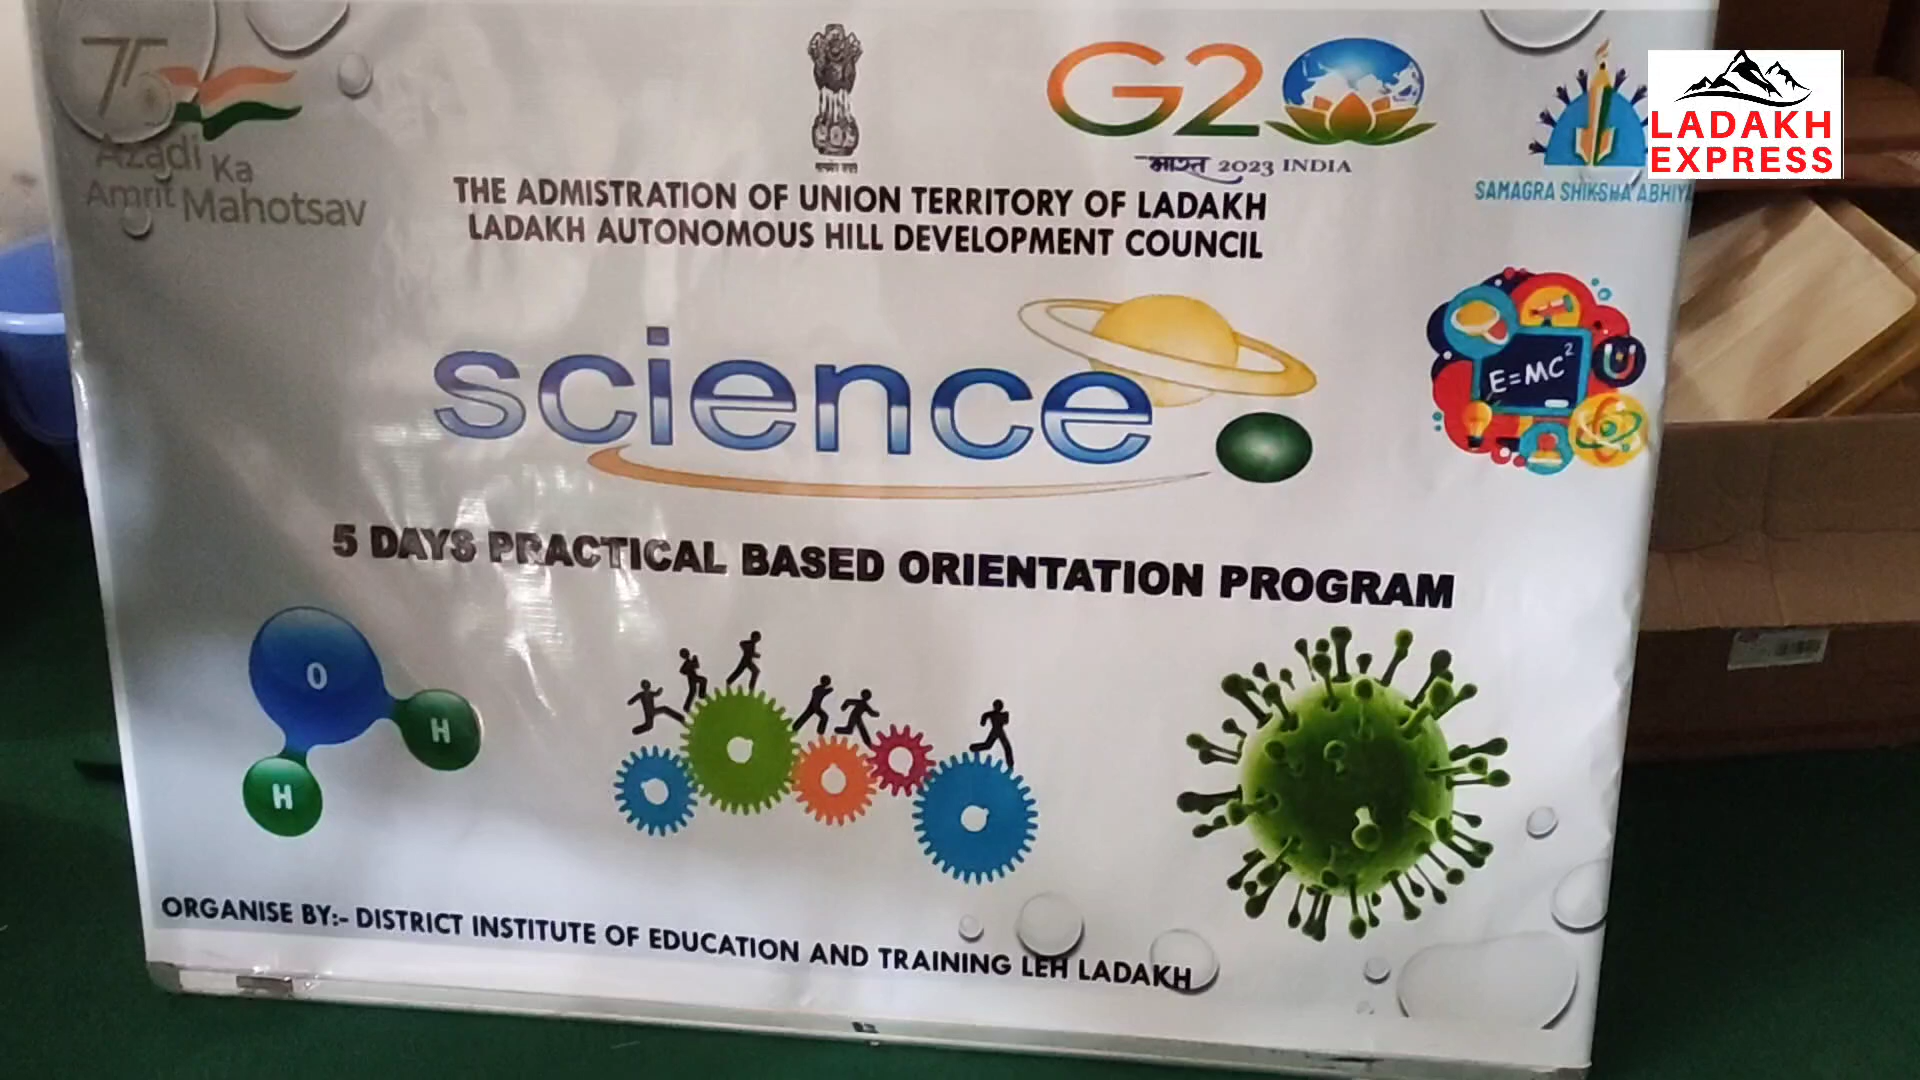 75
Azadi Ka
Amrit Mahotsav
G20
भारत 2023 INDIA
SAMAGRA SHIKSHA ABHIYA
LADAKH
EXPRESS
THE ADMISTRATION OF UNION TERRITORY OF LADAKH
LADAKH AUTONOMOUS HILL DEVELOPMENT COUNCIL
science
E=MC²
5 DAYS PRACTICAL BASED ORIENTATION PROGRAM
O
H
H
ORGANISE BY:- DISTRICT INSTITUTE OF EDUCATION AND TRAINING LEH LADAKH